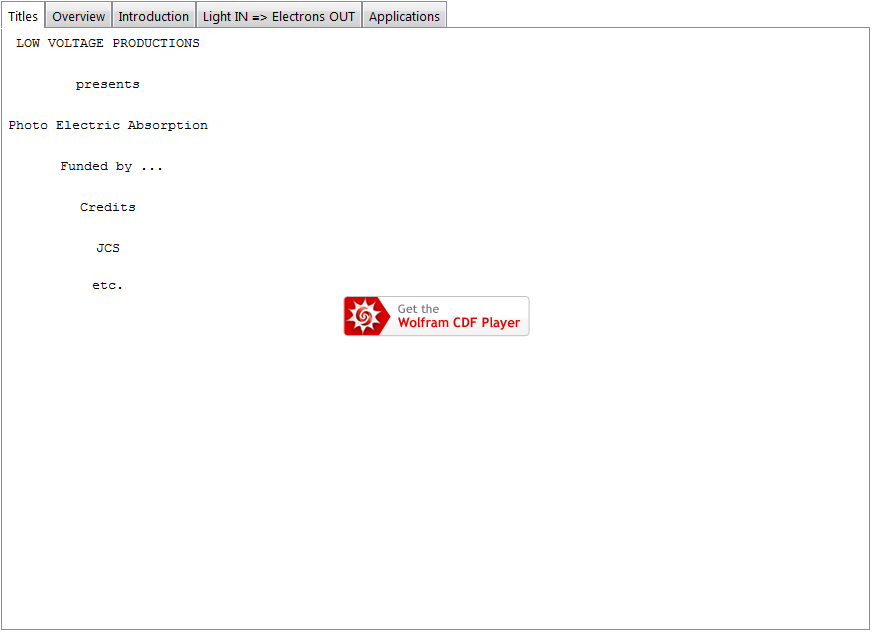 Titles Overview Introduction Light IN => Electrons OUT Applications
LOW VOLTAGE PRODUCTIONS
presents
Photo Electric Absorption
Funded by ...
Credits
JCS
etc.
Get the
Wolfram CDF Player